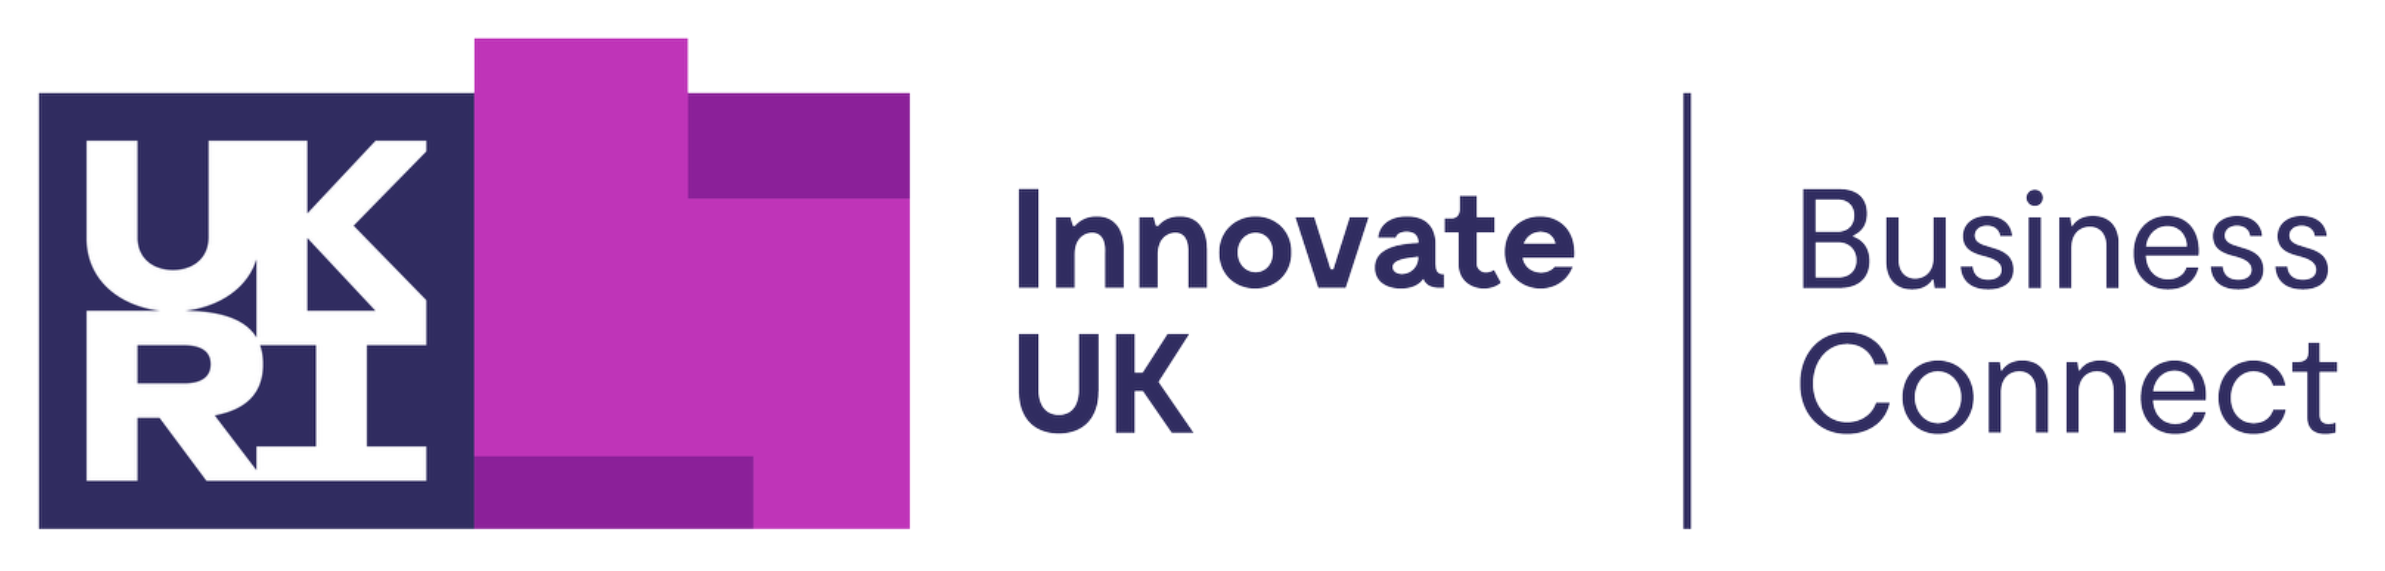 UK
RI
Innovate
UK
Business
Connect